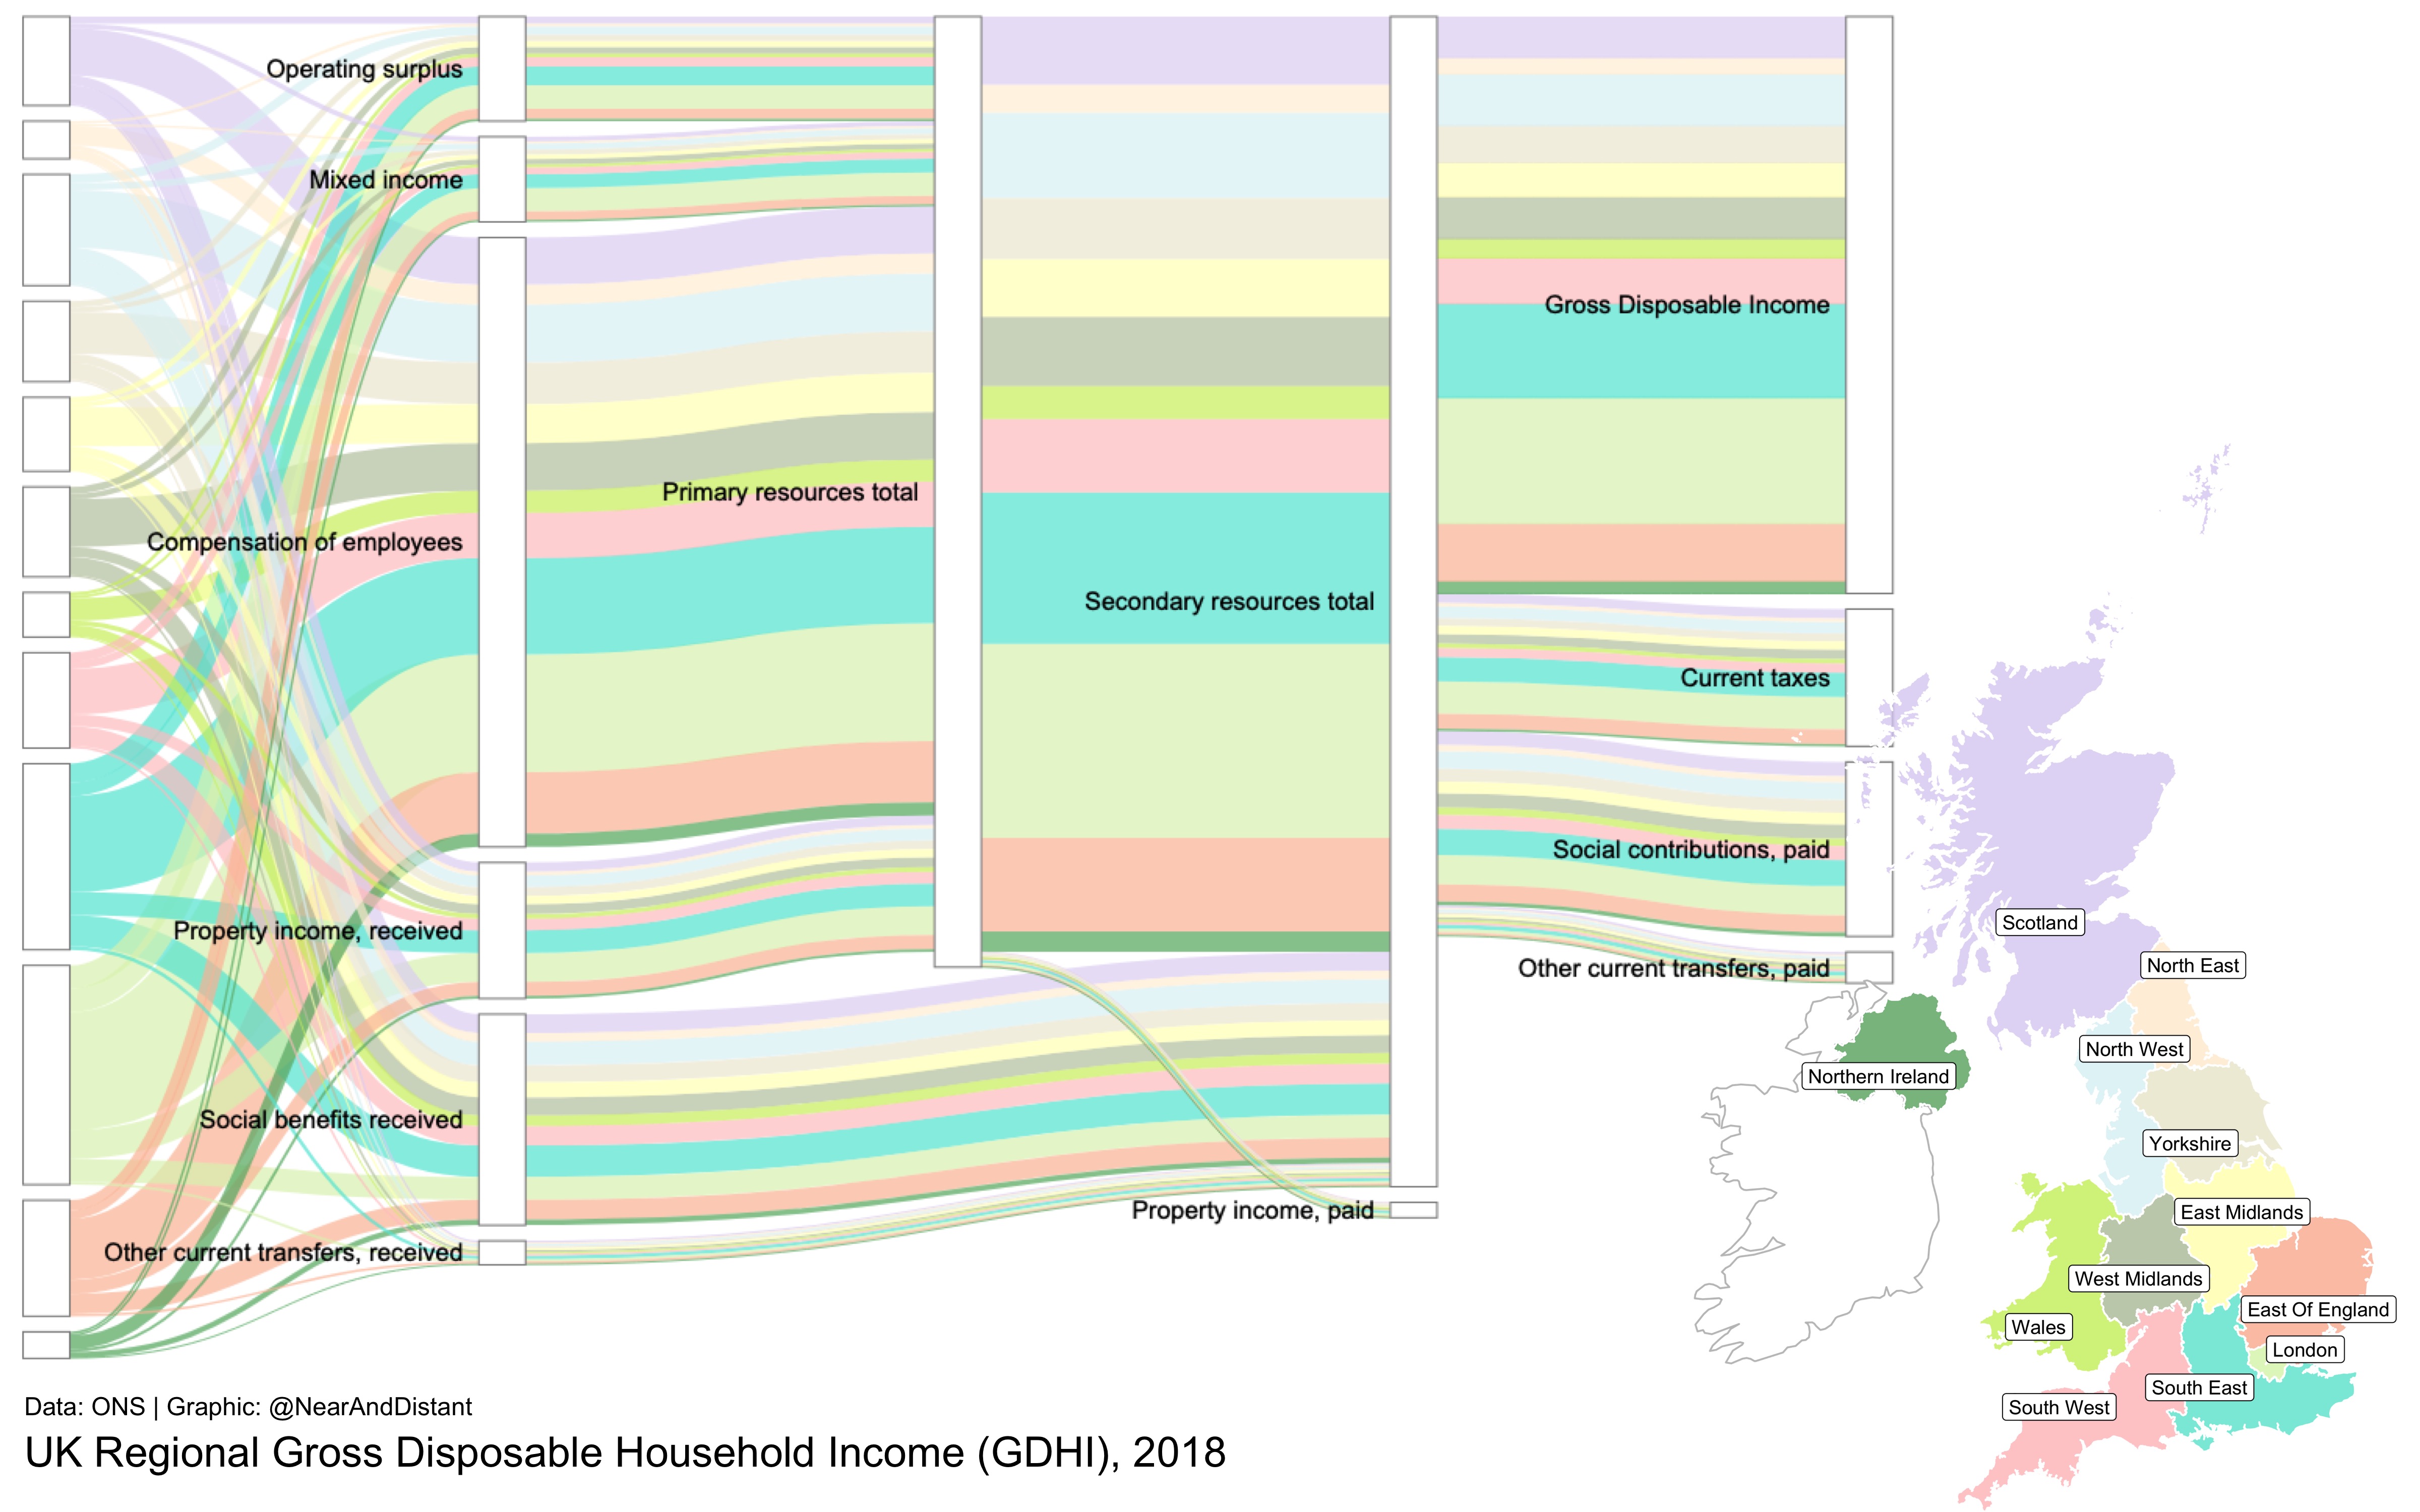 Operating surplus
Mixed income
Compensation of employees
Property income, received
Social benefits received
Other current transfers, received
Primary resources total
Secondary resources total
Property income, paid
Gross Disposable Income
Current taxes
Social contributions, paid
Other current transfers, paid
Scotland
North East
North West
Northern Ireland
Yorkshire
East Midlands
West Midlands
East Of England
Wales
London
South East
South West
Data: ONS | Graphic: @NearAndDistant
UK Regional Gross Disposable Household Income (GDHI), 2018